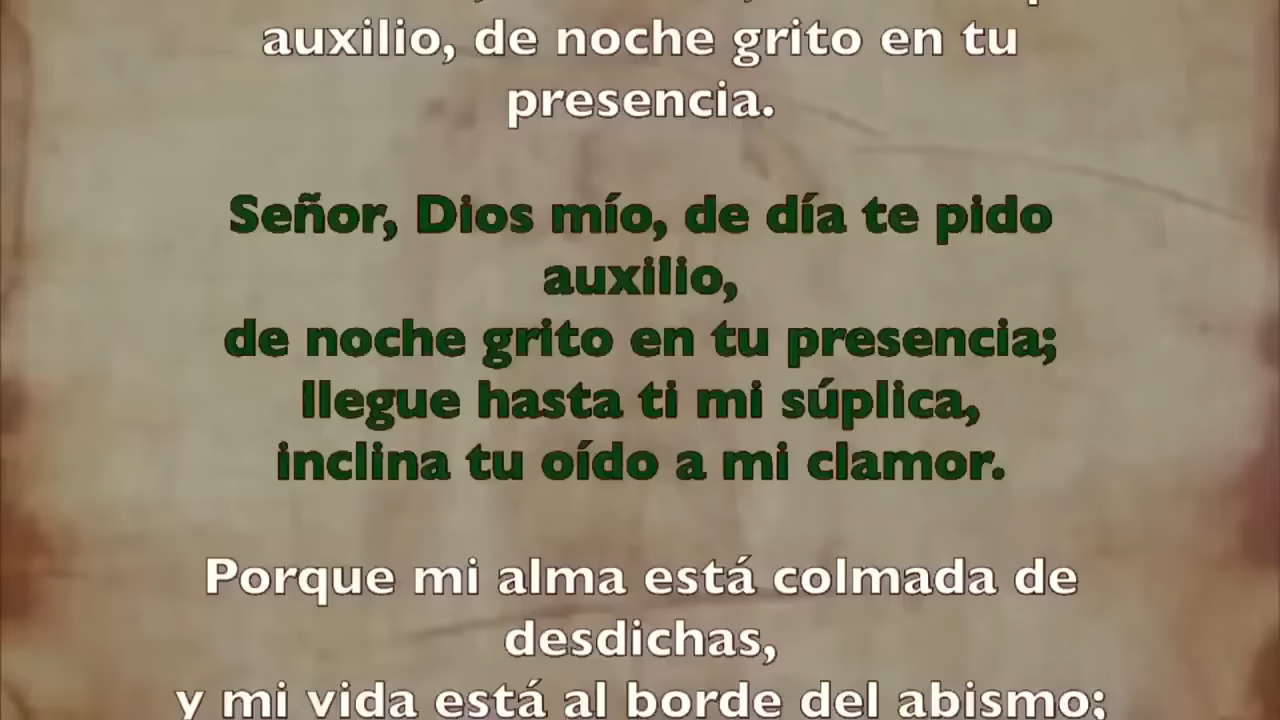 auxilio, de noche grito en tu
presencia.
Señor, Dios mío, de día te pido
auxilio,
de noche grito en tu presencia;
llegue hasta ti mi súplica,
inclina tu oído a mi clamor.
Porque mi alma está colmada de
desdichas,
y mi vida está al borde del abismo;